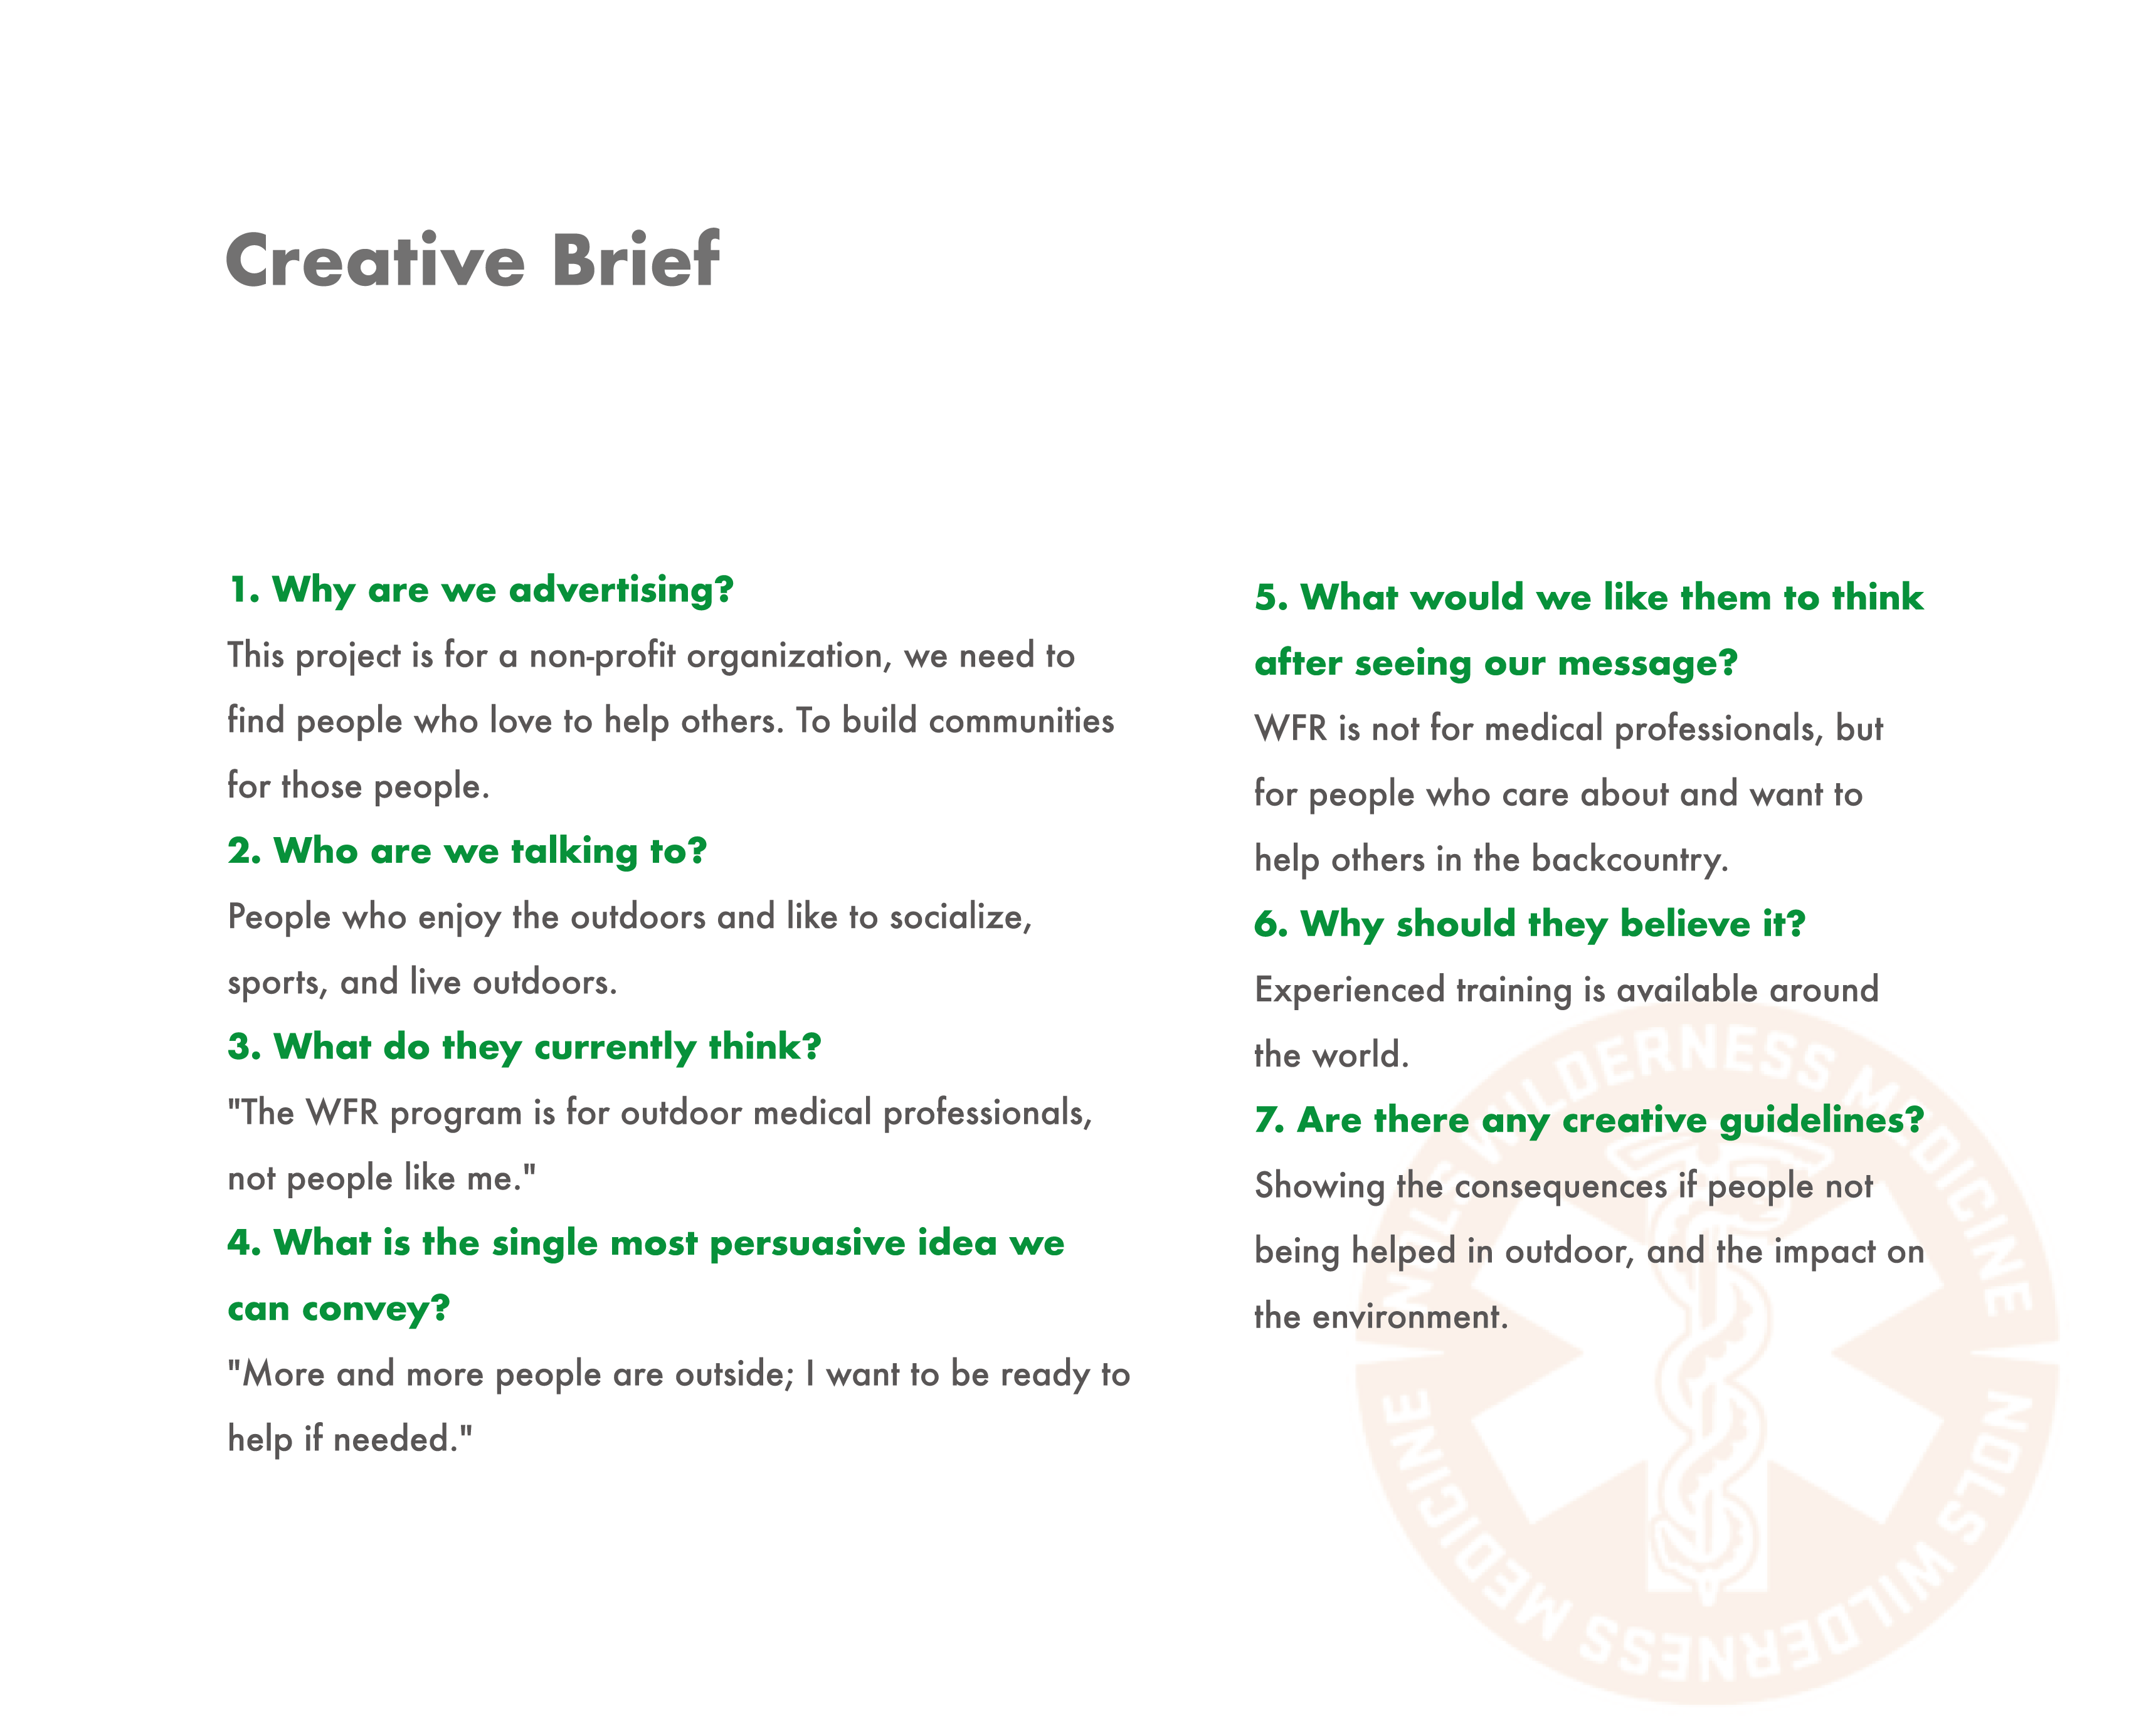 Creative Brief
1. Why are we advertising?
This project is for a non-profit organization, we need to
find people who love to help others. To build communities
for those people.
2. Who are we talking to?
People who enjoy the outdoors and like to socialize,
sports, and live outdoors.
3. What do they currently think?
"The WFR program is for outdoor medical professionals,
not people like me."
4. What is the single most persuasive idea we
can convey?
"More and more people are outside; I want to be ready to
help if needed."
5. What would we like them to think
after seeing our message?
WFR is not for medical professionals, but
for people who care about and want to
help others in the backcountry.
6. Why should they believe it?
Experienced training is available around
the world.
7. Are there any creative guidelines?
Showing the consequences if people not
being helped in outdoor, and the impact on
the environment.
NOLS WILDERNESS MEDICINE
NOLS WILDERNESS MEDICINE